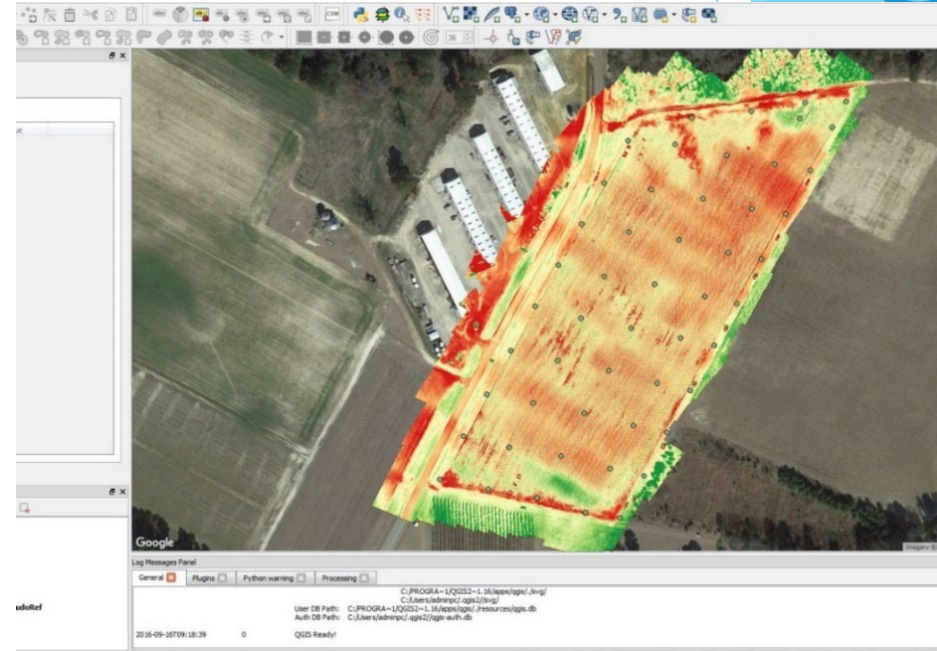 Google
Imagery ©
Log Messages Panel
General
Plugins
Python warning
Processing
C:/PROGRA~1/QGIS2~1.16/apps/qgis/./svg/
C:/Users/adminpc/.qgis2//svg/
User DB Path: C:/PROGRA~1/QGIS2~1.16/apps/qgis/./resources/qgis.db
Auth DB Path: C:/Users/adminpc/.qgis2//qgis-auth.db
udoRef
2016-09-16T09:18:39 0 QGIS Ready!